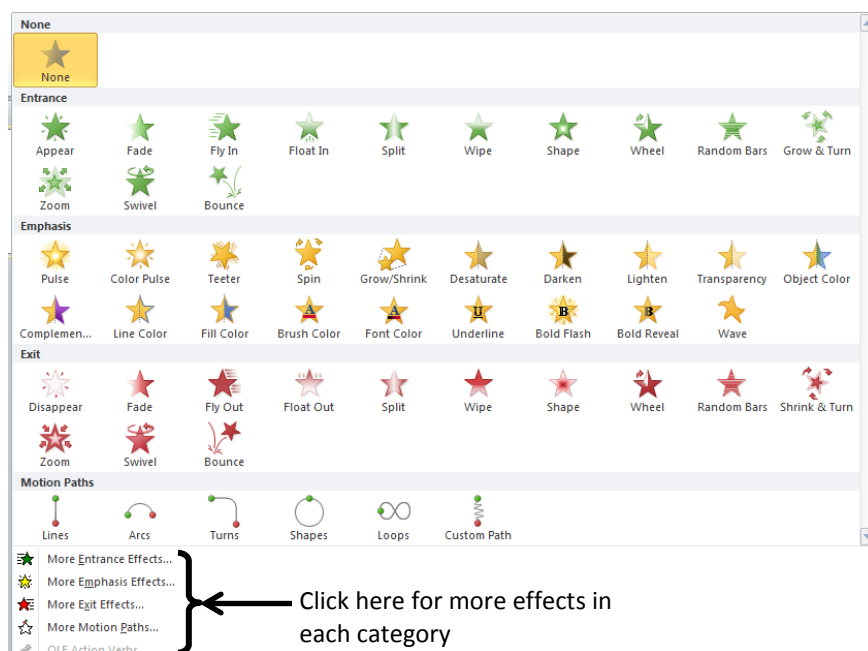 None
None
Entrance
Appear Fade Fly In Float In Split Wipe Shape Wheel Random Bars Grow & Turn
Zoom Swivel Bounce
Emphasis
Pulse Color Pulse Teeter Spin Grow/Shrink Desaturate Darken Lighten Transparency Object Color
Complemen... Line Color Fill Color Brush Color Font Color Underline Bold Flash Bold Reveal Wave
Exit
Disappear Fade Fly Out Float Out Split Wipe Shape Wheel Random Bars Shrink & Turn
Zoom Swivel Bounce
Motion Paths
Lines Arcs Turns Shapes Loops Custom Path
More Entrance Effects...
More Emphasis Effects...
More Exit Effects...
More Motion Paths...
OLE Action Verbs...
Click here for more effects in
each category